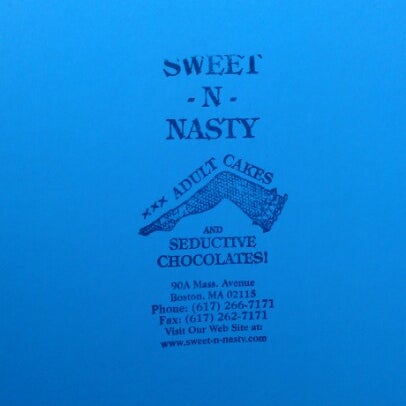 SWEET
- N -
NASTY
xxx ADULT CAKES
AND
SEDUCTIVE
CHOCOLATES!
90A Mass. Avenue
Boston, MA 02115
Phone: (617) 266-7171
Fax: (617) 262-7171
Visit Our Web Site at:
www.sweet-n-nasty.com